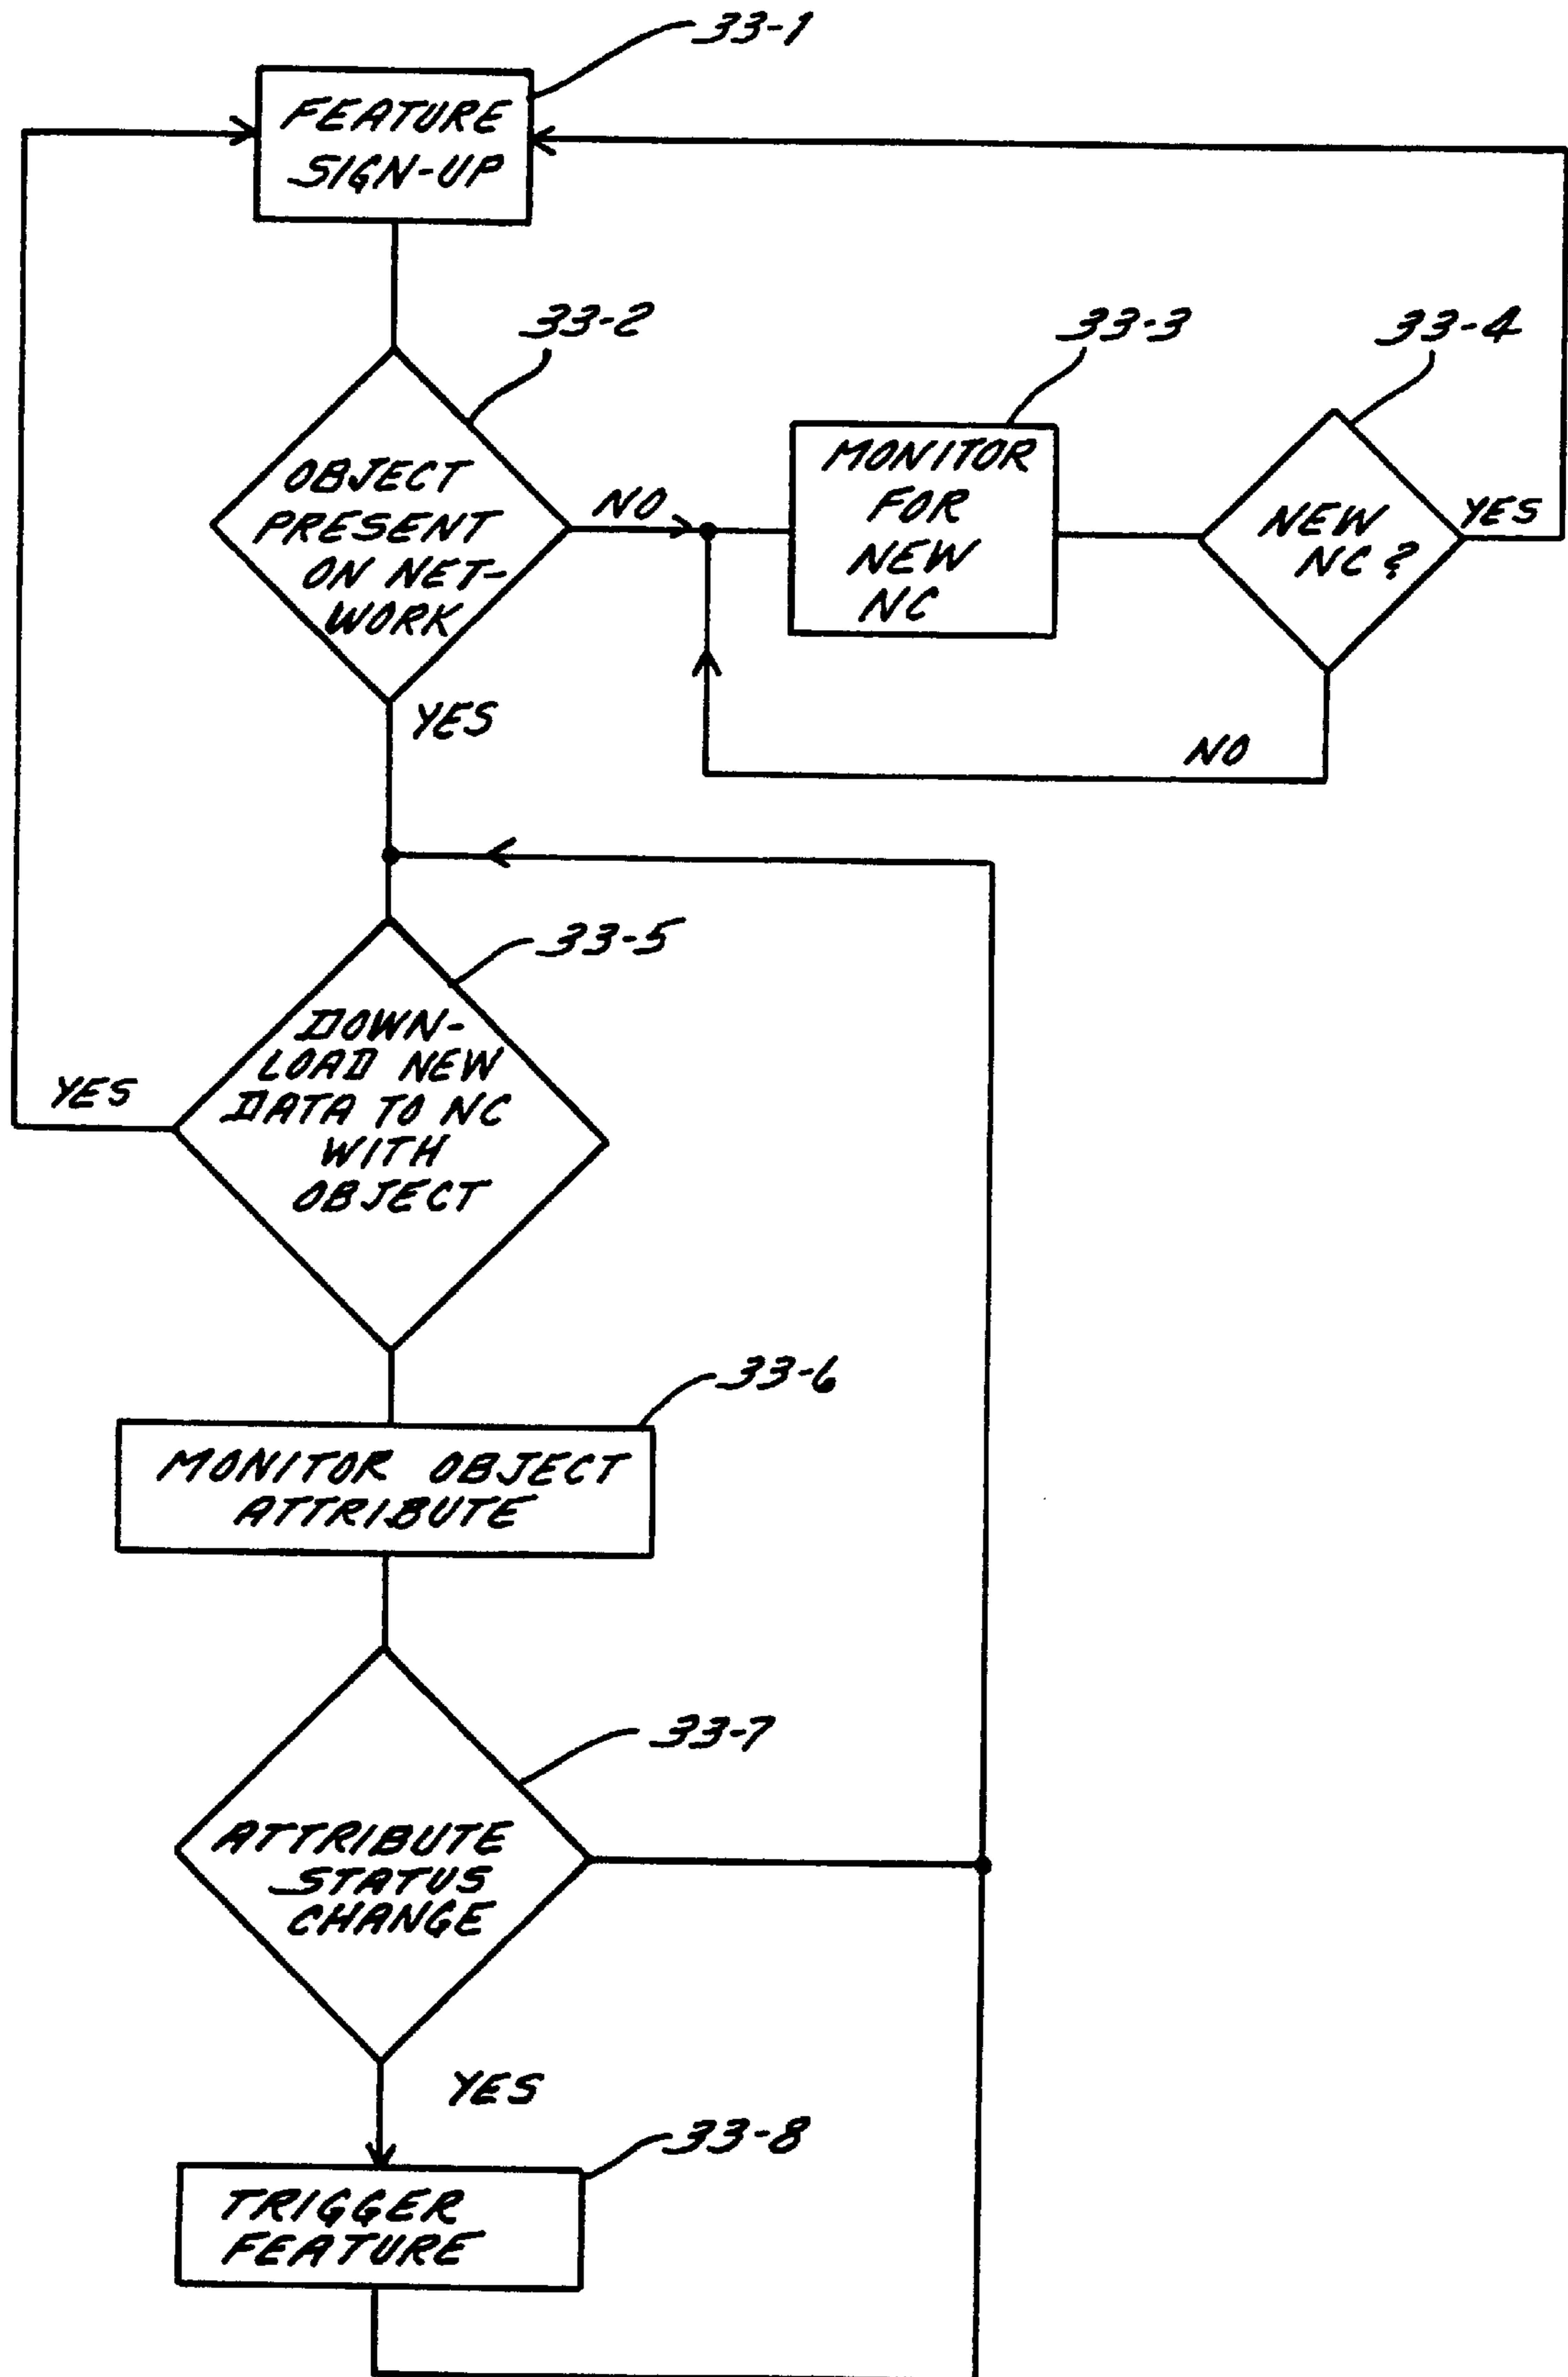 33-1
FEATURE
SIGN-UP
33-2
33-3
33-4
OBJECT
PRESENT
ON NET-
WORK
NO
MONITOR
FOR
NEW
NC
NEW
NC?
YES
YES
NO
33-5
DOWN-
LOAD NEW
DATA TO NC
WITH
OBJECT
YES
33-6
MONITOR OBJECT
ATTRIBUTE
33-7
ATTRIBUTE
STATUS
CHANGE
YES
33-8
TRIGGER
FEATURE